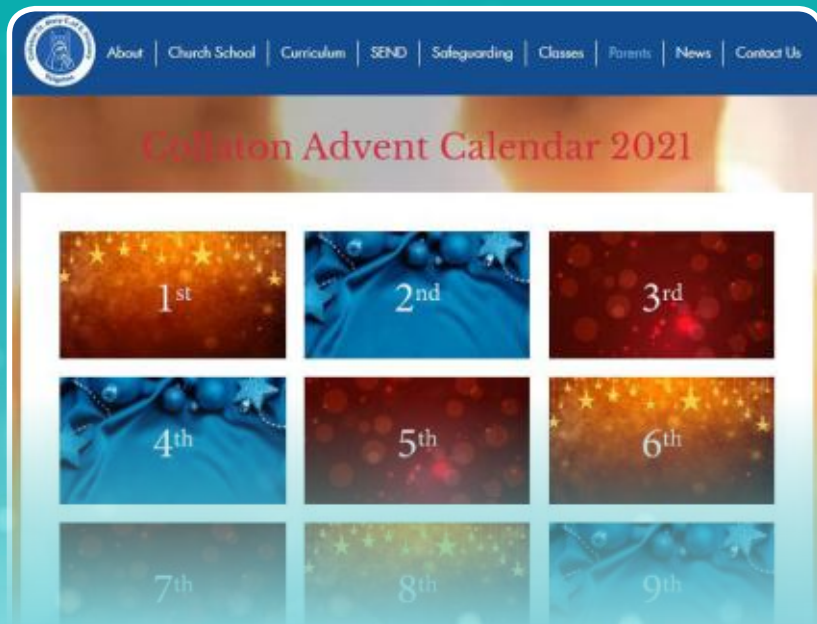 About | Church School | Curriculum | SEND | Safeguarding | Classes | Parents | News | Contact Us
Collaton Advent Calendar 2021
1st
2nd
3rd
4th
5th
6th
7th
8th
9th